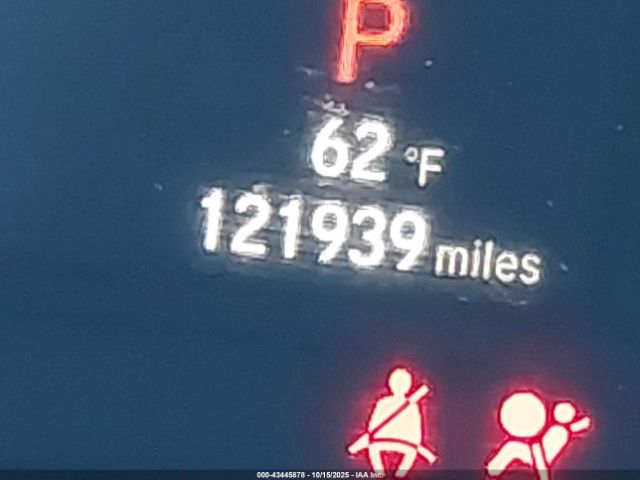 P
62 °F
121939 miles
000-43445878 - 10/15/2025 - IAA Inc.